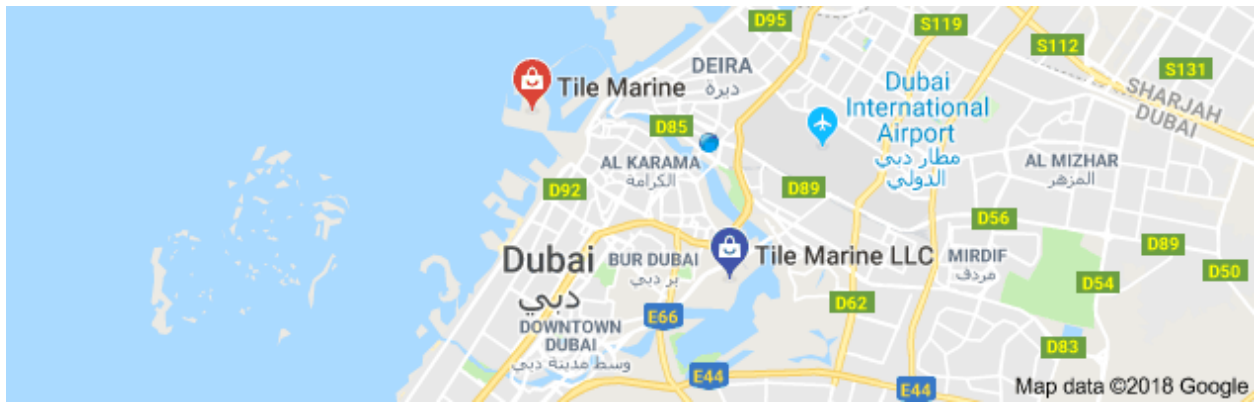 D95
S119
S112
S131
DEIRA
ديرة
Tile Marine
Dubai
International
Airport
مطار دبي
الدولي
SHARJAH
DUBAI
D85
AL KARAMA
الكرامة
AL MIZHAR
المزهر
D92
D89
D56
Dubai
دبي
BUR DUBAI
بر دبي
Tile Marine LLC
MIRDIF
مردف
D89
D50
D54
D62
E66
DOWNTOWN
DUBAI
وسط مدينة دبي
D83
E44
E44
Map data ©2018 Google